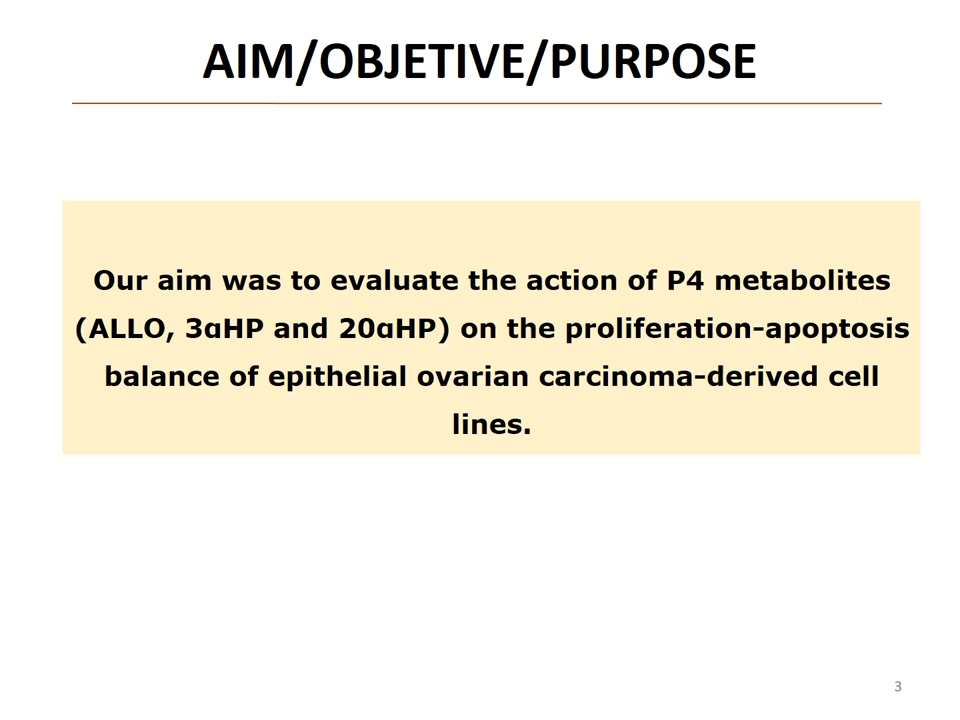 AIM/OBJETIVE/PURPOSE
Our aim was to evaluate the action of P4 metabolites
(ALLO, 3αHP and 20αHP) on the proliferation-apoptosis
balance of epithelial ovarian carcinoma-derived cell
lines.
3